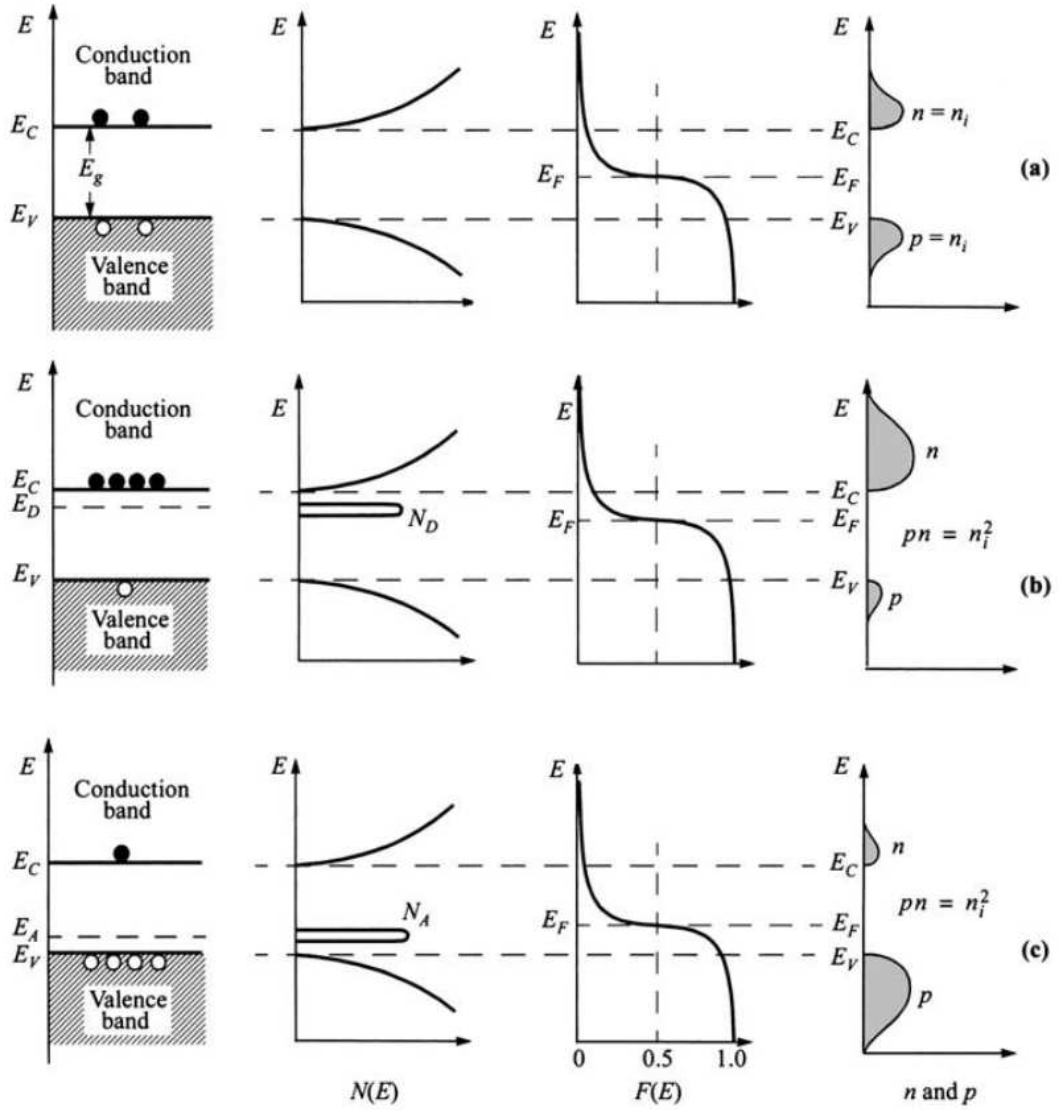 E
Conduction
band
E_C
E_g
E_V
Valence
band
E
E
E_F
E
n = n_i
E_C
E_F
E_V
p = n_i
(a)
E
Conduction
band
E_C
E_D
E_V
Valence
band
E
N_D
E
E_F
E
n
E_C
E_F
pn = n_i^2
E_V
p
(b)
E
Conduction
band
E_C
E_A
E_V
Valence
band
E
N_A
E
E_F
0 0.5 1.0
E
n
E_C
pn = n_i^2
E_F
E_V
p
(c)
N(E)
F(E)
n and p